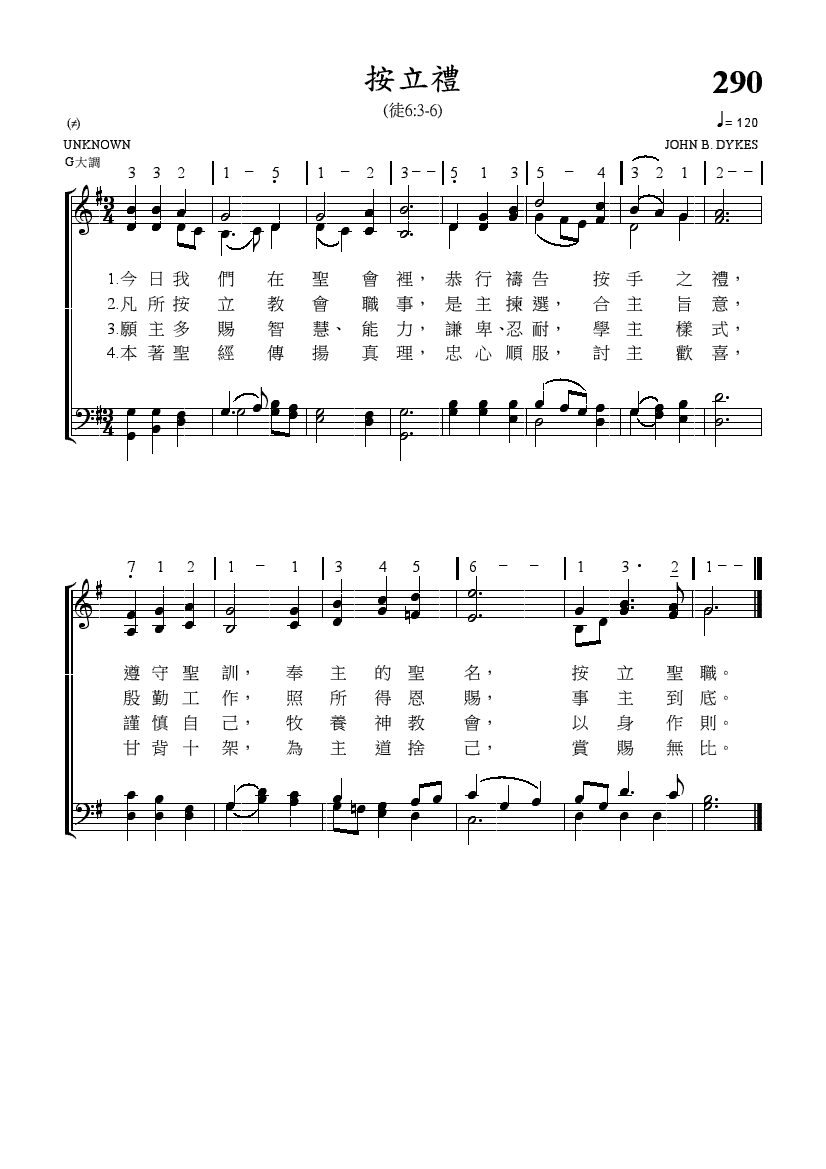 按立禮
290
(徒6:3-6)
(≠)
♩= 120
UNKNOWN
JOHN B. DYKES
G大調
3 3 2 | 1 – 5̣ | 1 – 2 | 3 – – | 5̣ 1 3 | 5 – 4 | 3 2 1 | 2 – – |
1.今日我們在聖會裡，恭行禱告按手之禮，
2.凡所按立教會職事，是主揀選，合主旨意，
3.願主多賜智慧、能力，謙卑、忍耐，學主樣式，
4.本著聖經傳揚真理，忠心順服，討主歡喜，
7̣ 1 2 | 1 – 1 | 3 4 5 | 6 – – | 1 3· 2 | 1 – –
遵守聖訓，奉主的聖名，按立聖職。
殷勤工作，照所得恩賜，事主到底。
謹慎自己，牧養神教會，以身作則。
甘背十架，為主道捨己，賞賜無比。